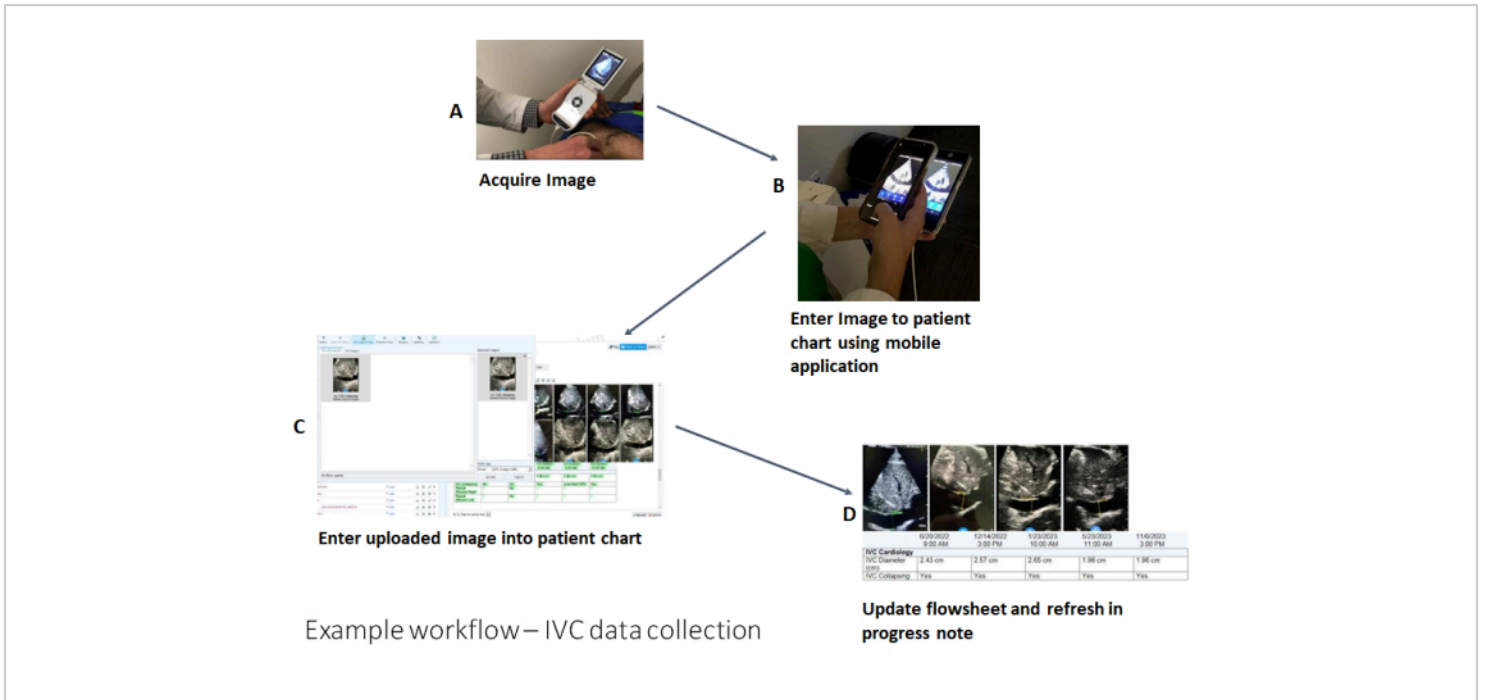 A
Acquire Image
B
Enter Image to patient
chart using mobile
application
C
Enter uploaded image into patient chart
D
6/20/2022 12/14/2022 1/23/2023 5/23/2023 11/6/2023
9:00 AM 3:00 PM 10:00 AM 11:00 AM 3:00 PM
IVC Cardiology
IVC Diameter 2.43 cm 2.57 cm 2.65 cm 1.96 cm 1.96 cm
(cm)
IVC Collapsing Yes Yes Yes Yes Yes
Update flowsheet and refresh in
progress note
Example workflow – IVC data collection